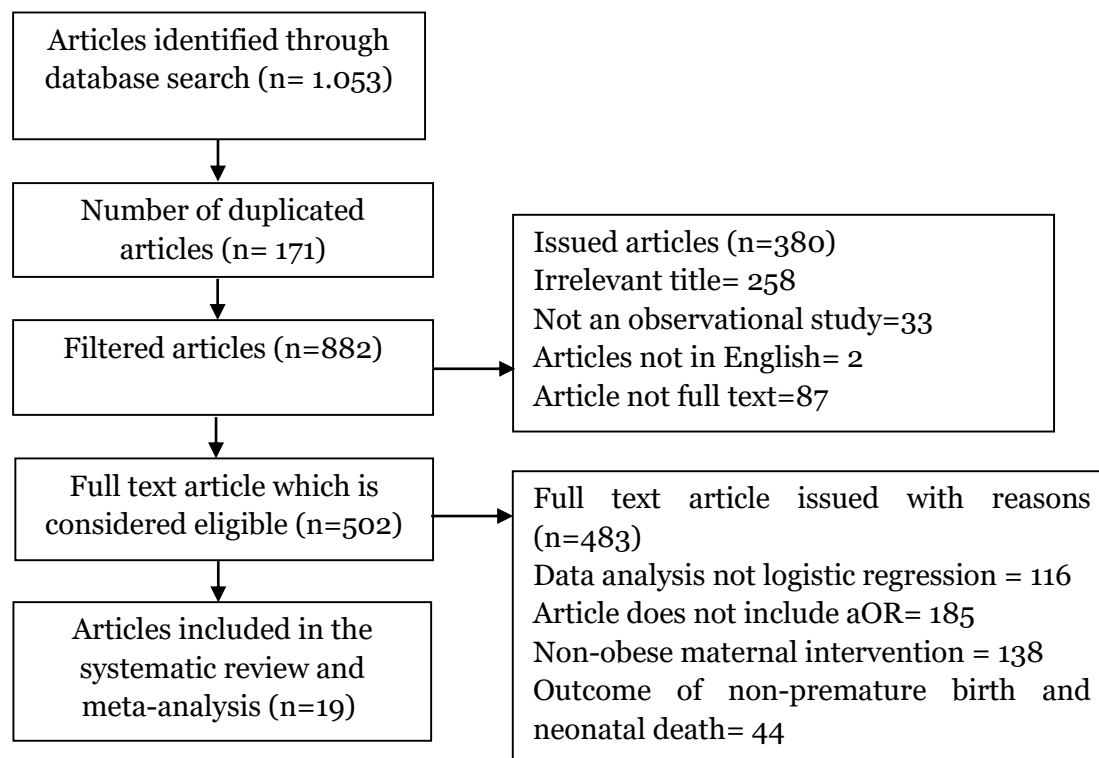 Articles identified through
database search (n= 1.053)
Number of duplicated
articles (n= 171)
Issued articles (n=380)
Irrelevant title= 258
Not an observational study=33
Articles not in English= 2
Article not full text=87
Filtered articles (n=882)
Full text article which is
considered eligible (n=502)
Full text article issued with reasons
(n=483)
Data analysis not logistic regression = 116
Article does not include aOR= 185
Non-obese maternal intervention = 138
Outcome of non-premature birth and
neonatal death= 44
Articles included in the
systematic review and
meta-analysis (n=19)